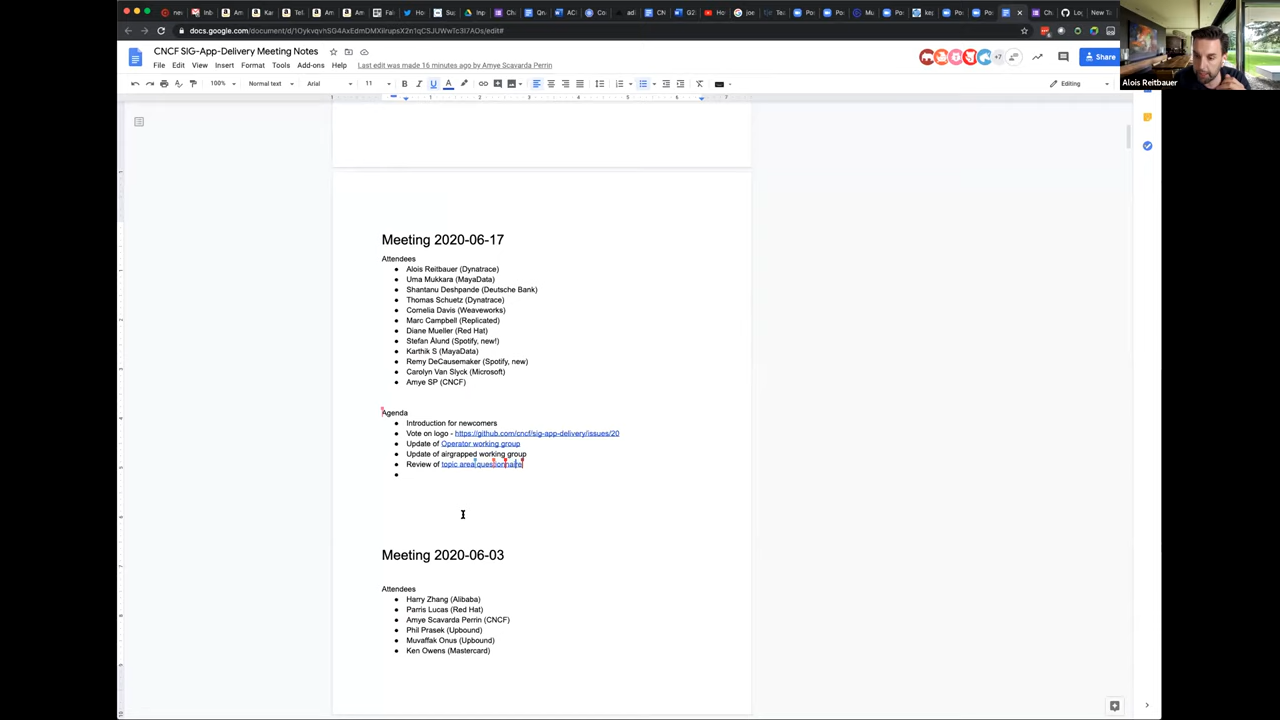 docs.google.com
CNCF SIG-App-Delivery Meeting Notes
File Edit View Insert Format Tools Add-ons Help
Last edit was made 16 minutes ago by Amye Scavarda Perrin
+7
Share
100% Normal text Arial 11 Editing
Alois Reitbauer
Meeting 2020-06-17
Attendees
● Alois Reitbauer (Dynatrace)
● Uma Mukkara (MayaData)
● Shantanu Deshpande (Deutsche Bank)
● Thomas Schuetz (Dynatrace)
● Cornelia Davis (Weaveworks)
● Marc Campbell (Replicated)
● Diane Mueller (Red Hat)
● Stefan Ålund (Spotify, new!)
● Karthik S (MayaData)
● Remy DeCausemaker (Spotify, new)
● Carolyn Van Slyck (Microsoft)
● Amye SP (CNCF)
Agenda
● Introduction for newcomers
● Vote on logo - https://github.com/cncf/sig-app-delivery/issues/20
● Update of Operator working group
● Update of airgrapped working group
● Review of topic area questionnaire
●
Meeting 2020-06-03
Attendees
● Harry Zhang (Alibaba)
● Parris Lucas (Red Hat)
● Amye Scavarda Perrin (CNCF)
● Phil Prasek (Upbound)
● Muvaffak Onus (Upbound)
● Ken Owens (Mastercard)